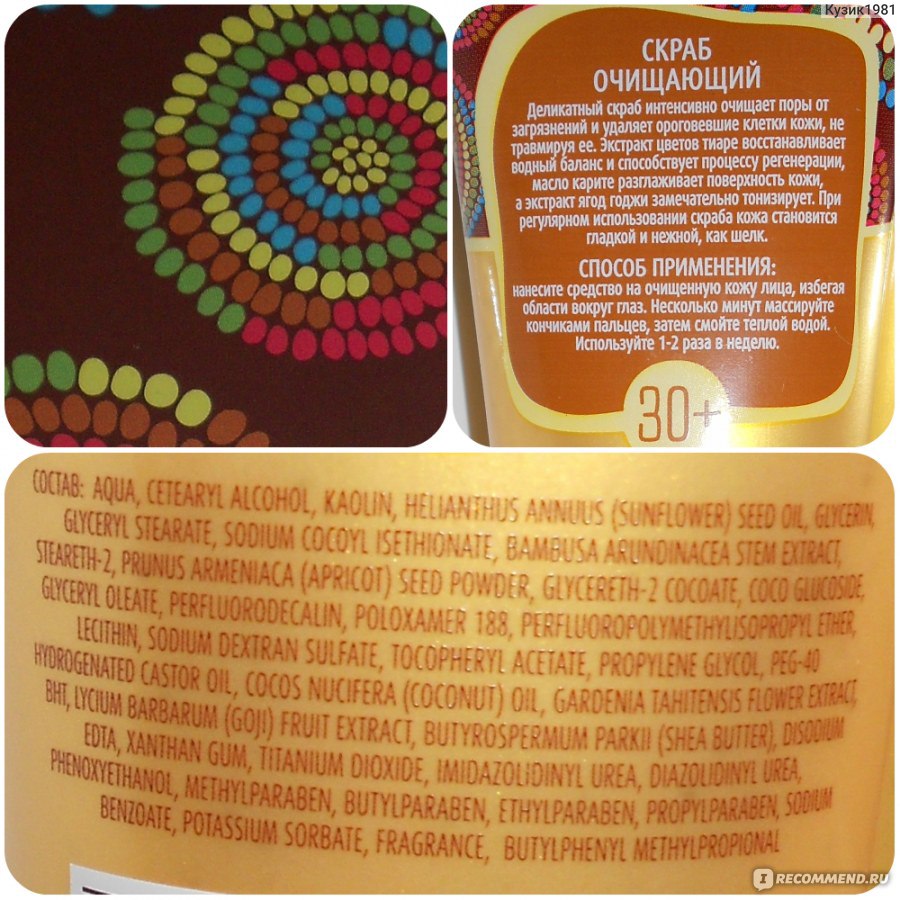 Кузик1981
СКРАБ
ОЧИЩАЮЩИЙ
Деликатный скраб интенсивно очищает поры от
загрязнений и удаляет ороговевшие клетки кожи, не
травмируя ее. Экстракт цветов тиаре восстанавливает
водный баланс и способствует процессу регенерации,
масло карите разглаживает поверхность кожи,
а экстракт ягод годжи замечательно тонизирует. При
регулярном использовании скраба кожа становится
гладкой и нежной, как шелк.
СПОСОБ ПРИМЕНЕНИЯ:
нанесите средство на очищенную кожу лица, избегая
области вокруг глаз. Несколько минут массируйте
кончиками пальцев, затем смойте теплой водой.
Используйте 1-2 раза в неделю.
30+
СОСТАВ: AQUA, CETEARYL ALCOHOL, KAOLIN, HELIANTHUS ANNUUS (SUNFLOWER) SEED OIL, GLYCERIN,
GLYCERYL STEARATE, SODIUM COCOYL ISETHIONATE, BAMBUSA ARUNDINACEA STEM EXTRACT,
STEARETH-2, PRUNUS ARMENIACA (APRICOT) SEED POWDER, GLYCERETH-2 COCOATE, COCO GLUCOSIDE,
GLYCERYL OLEATE, PERFLUORODECALIN, POLOXAMER 188, PERFLUOROPOLYMETHYLISOPROPYL ETHER,
LECITHIN, SODIUM DEXTRAN SULFATE, TOCOPHERYL ACETATE, PROPYLENE GLYCOL, PEG-40
HYDROGENATED CASTOR OIL, COCOS NUCIFERA (COCONUT) OIL, GARDENIA TAHITENSIS FLOWER EXTRACT,
BHT, LYCIUM BARBARUM (GOJI) FRUIT EXTRACT, BUTYROSPERMUM PARKII (SHEA BUTTER), DISODIUM
EDTA, XANTHAN GUM, TITANIUM DIOXIDE, IMIDAZOLIDINYL UREA, DIAZOLIDINYL UREA,
PHENOXYETHANOL, METHYLPARABEN, BUTYLPARABEN, ETHYLPARABEN, PROPYLPARABEN, SODIUM
BENZOATE, POTASSIUM SORBATE, FRAGRANCE, BUTYLPHENYL METHYLPROPIONAL
IRECOMMEND.RU